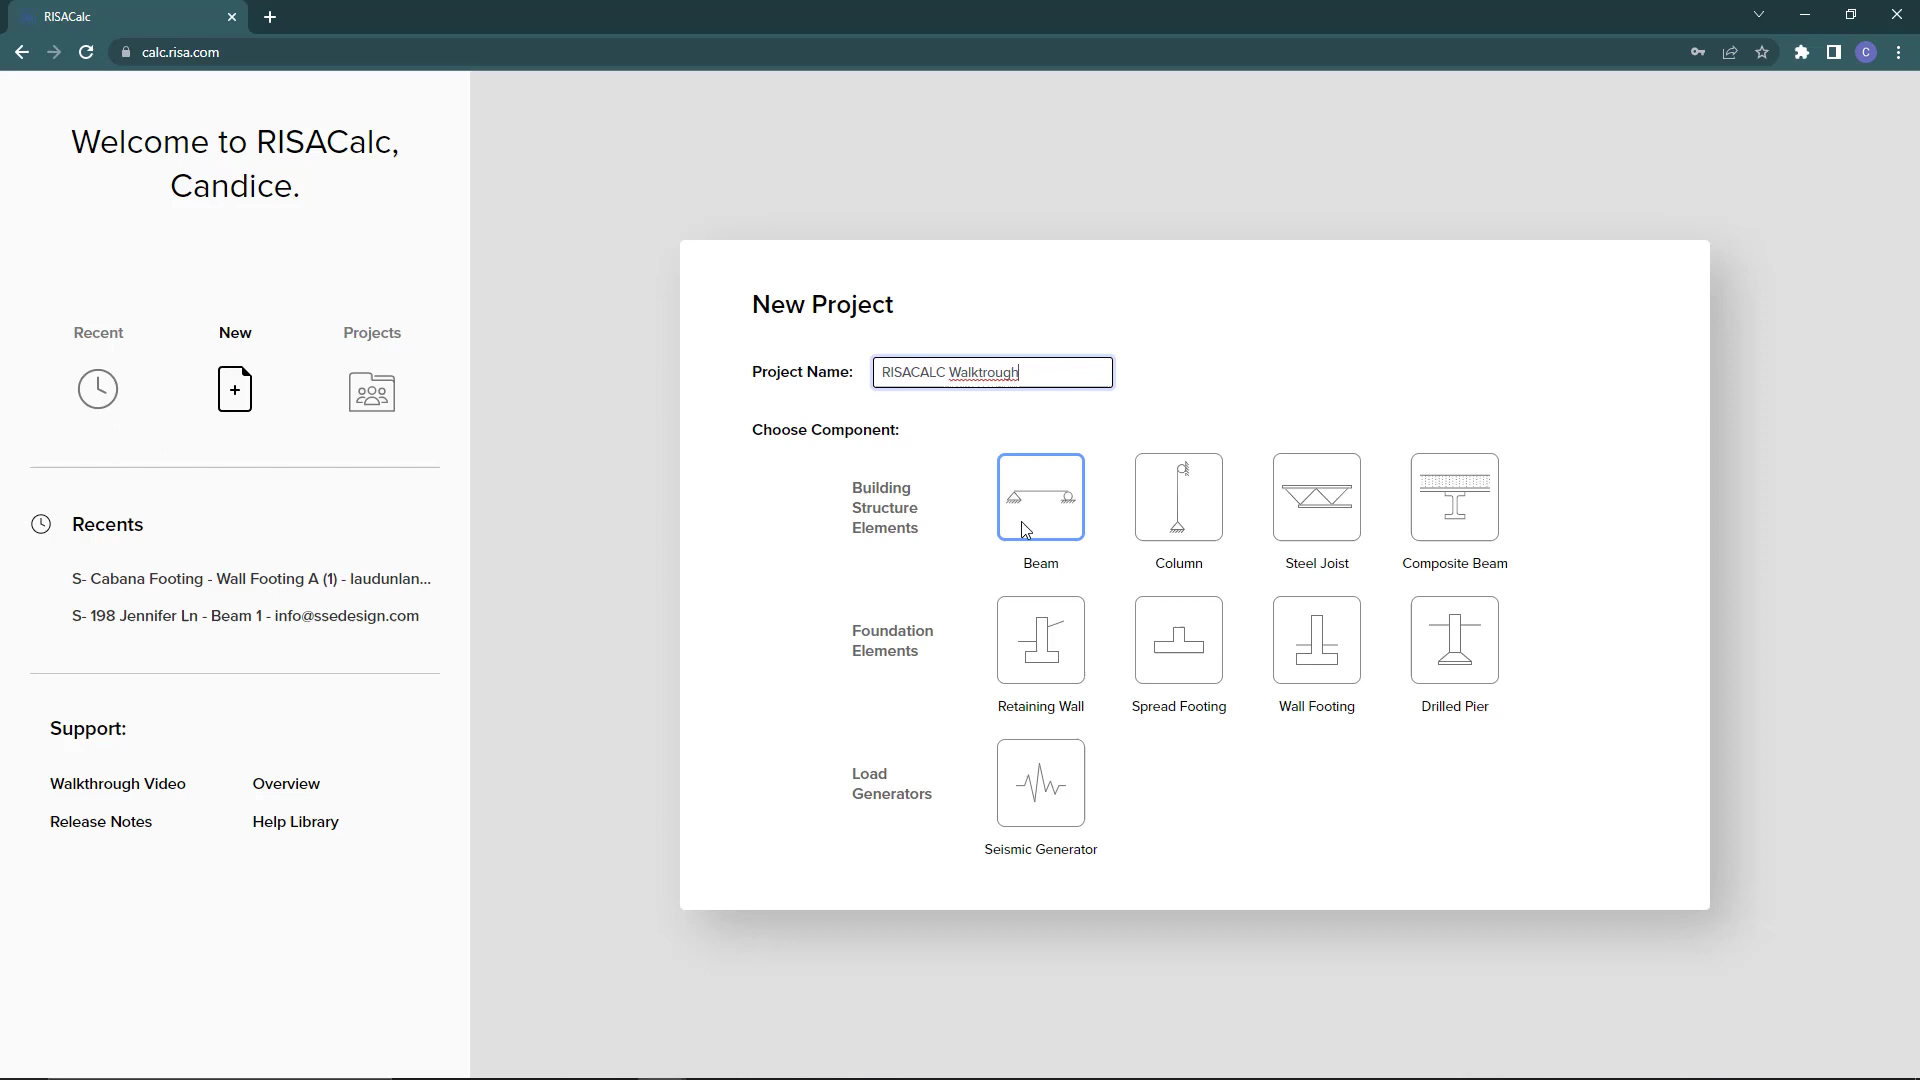 RISACalc
calc.risa.com
C
Welcome to RISACalc,
Candice.
Recent
New
Projects
Recents
S- Cabana Footing - Wall Footing A (1) - laudunlan...
S- 198 Jennifer Ln - Beam 1 - info@ssedesign.com
Support:
Walkthrough Video
Overview
Release Notes
Help Library
New Project
Project Name:
RISACALC Walktrough
Choose Component:
Building
Structure
Elements
Beam
Column
Steel Joist
Composite Beam
Foundation
Elements
Retaining Wall
Spread Footing
Wall Footing
Drilled Pier
Load
Generators
Seismic Generator